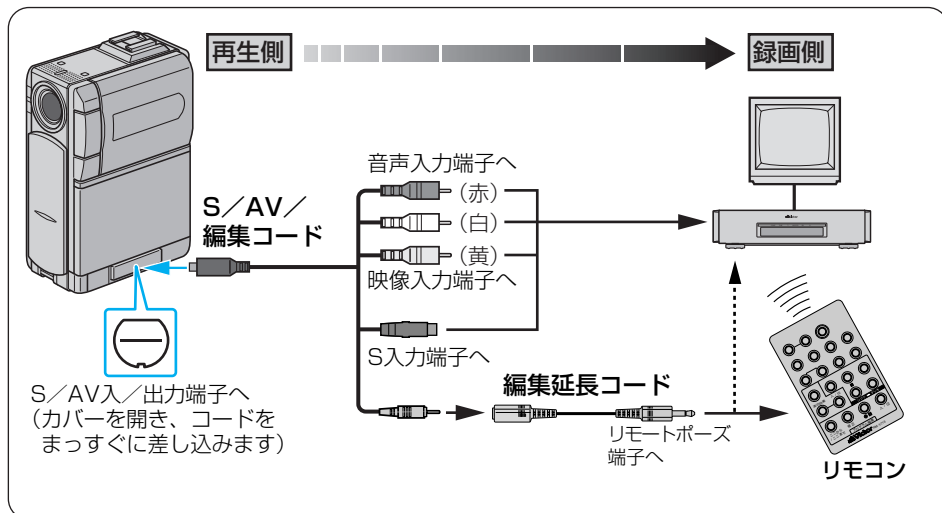 再生側
録画側
音声入力端子へ
（赤）
（白）
（黄）
映像入力端子へ
S／AV／
編集コード
S入力端子へ
S／AV入／出力端子へ
（カバーを開き、コードを
まっすぐに差し込みます）
編集延長コード
リモートポーズ
端子へ
リモコン